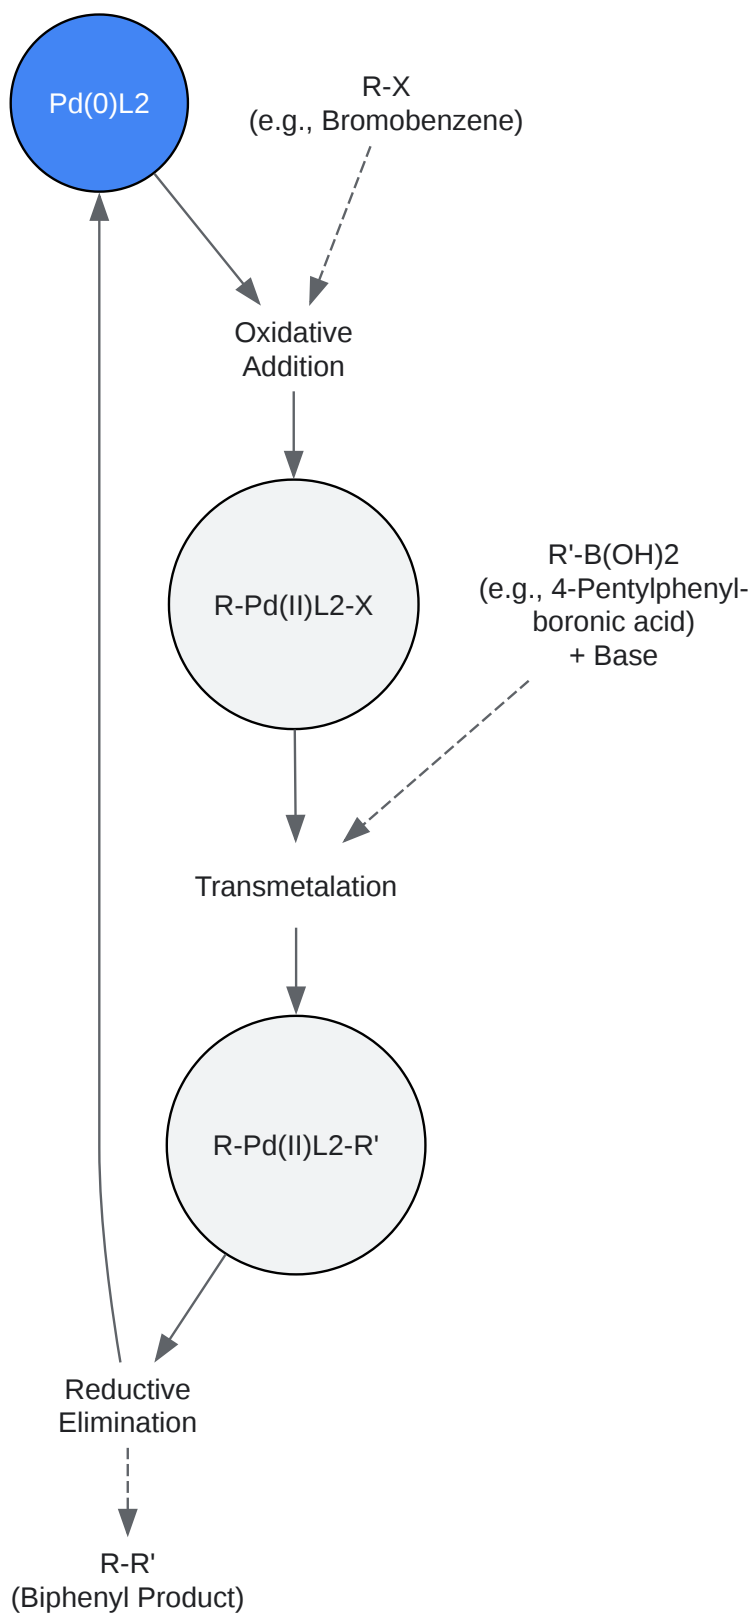 Pd(0)L2
R-X
(e.g., Bromobenzene)
Oxidative
Addition
R-Pd(II)L2-X
R'-B(OH)2
(e.g., 4-Pentylphenyl-
boronic acid)
+ Base
Transmetalation
R-Pd(II)L2-R'
Reductive
Elimination
R-R'
(Biphenyl Product)